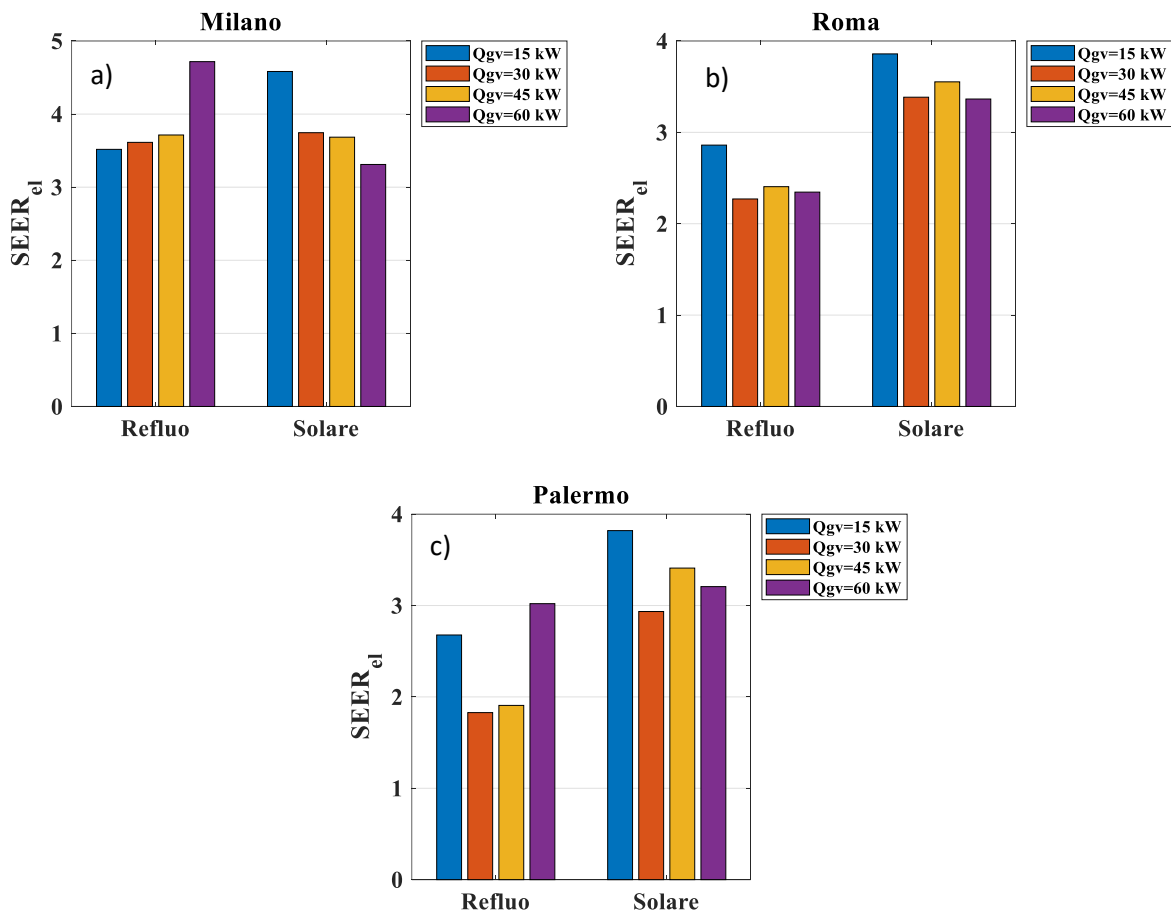 Milano
a)
SEER_el
5
4
3
2
1
0
Refluo
Solare
Qgv=15 kW
Qgv=30 kW
Qgv=45 kW
Qgv=60 kW
Roma
b)
SEER_el
4
3
2
1
0
Refluo
Solare
Qgv=15 kW
Qgv=30 kW
Qgv=45 kW
Qgv=60 kW
Palermo
c)
SEER_el
4
3
2
1
0
Refluo
Solare
Qgv=15 kW
Qgv=30 kW
Qgv=45 kW
Qgv=60 kW